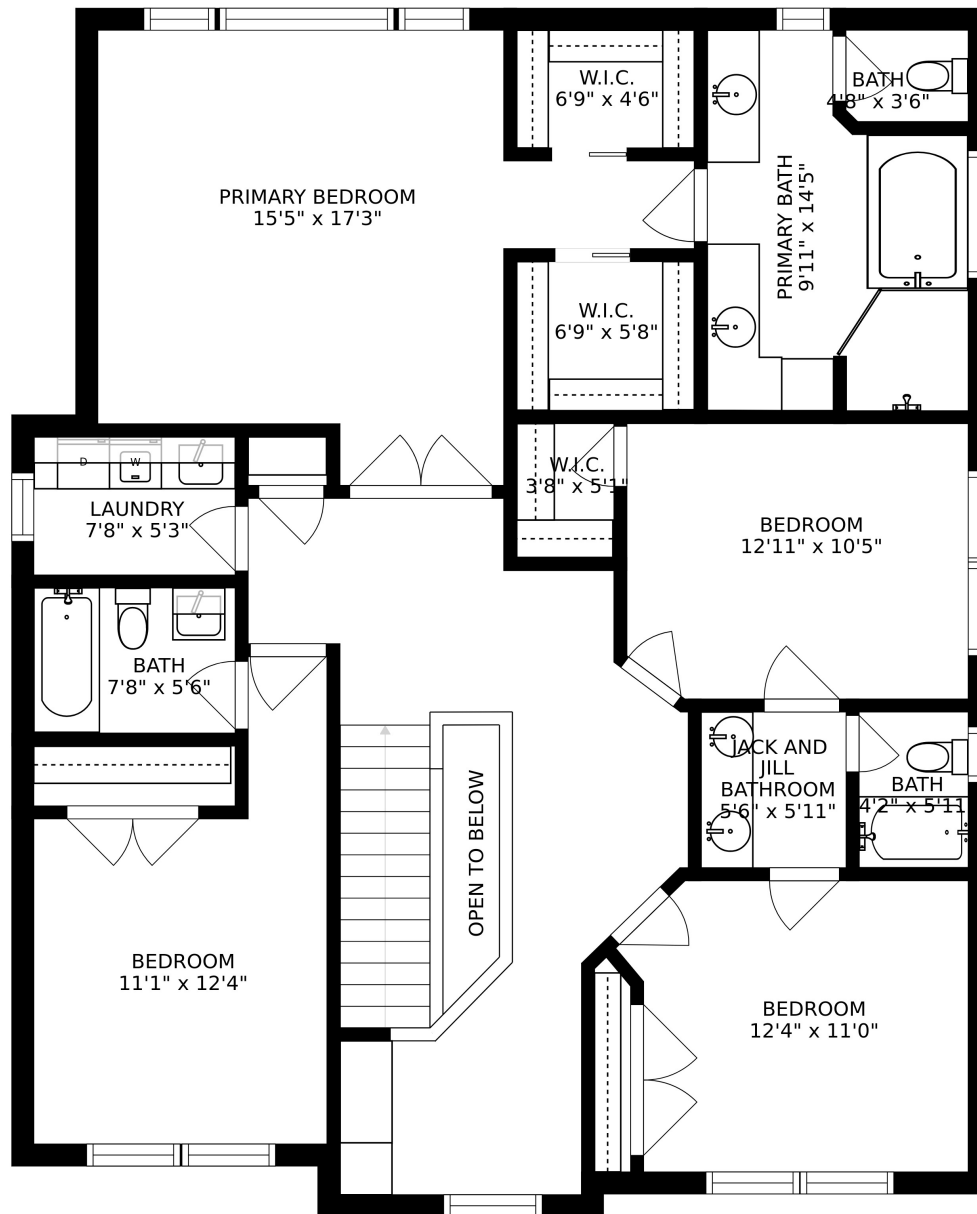 W.I.C.
6'9" x 4'6"
BATH
4'8" x 3'6"
PRIMARY BEDROOM
15'5" x 17'3"
PRIMARY BATH
9'11" x 14'5"
W.I.C.
6'9" x 5'8"
D
W
W.I.C.
3'8" x 5'1"
LAUNDRY
7'8" x 5'3"
BEDROOM
12'11" x 10'5"
BATH
7'8" x 5'6"
JACK AND
JILL
BATHROOM
5'6" x 5'11"
BATH
4'2" x 5'11
OPEN TO BELOW
BEDROOM
11'1" x 12'4"
BEDROOM
12'4" x 11'0"